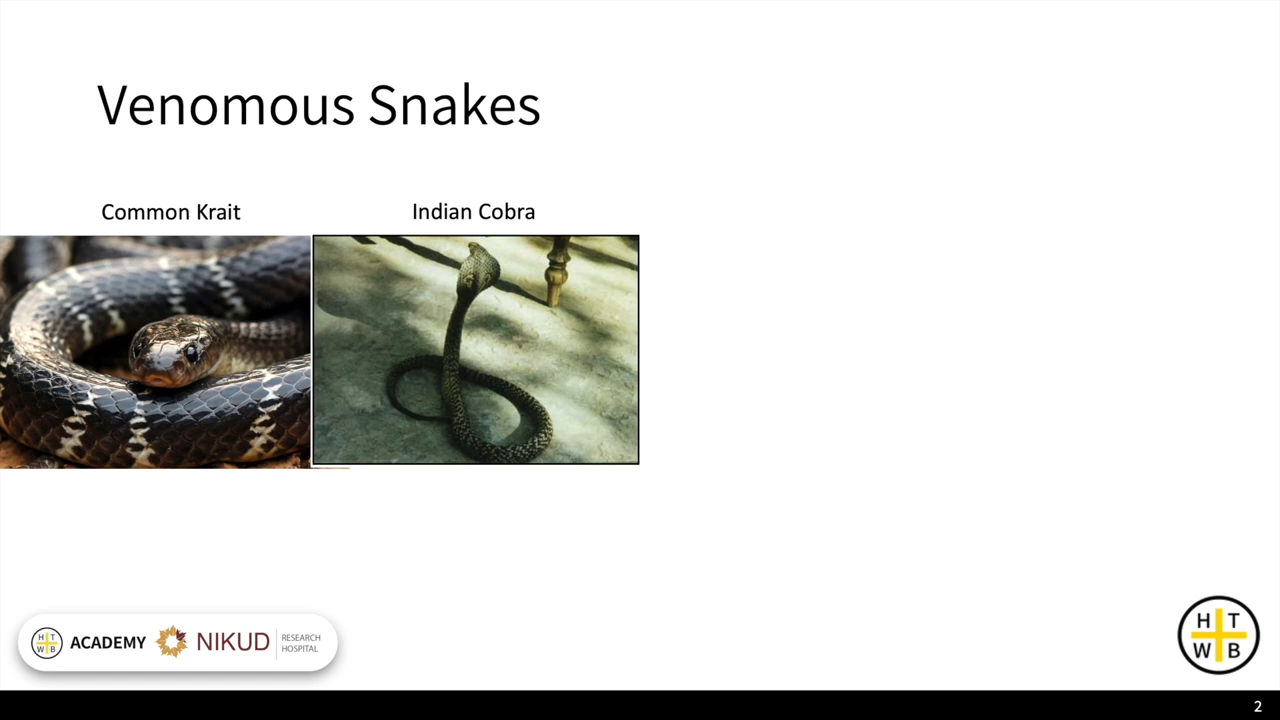 Venomous Snakes
Common Krait
Indian Cobra
H T
W B
ACADEMY
NIKUD
RESEARCH
HOSPITAL
H T
W B
2